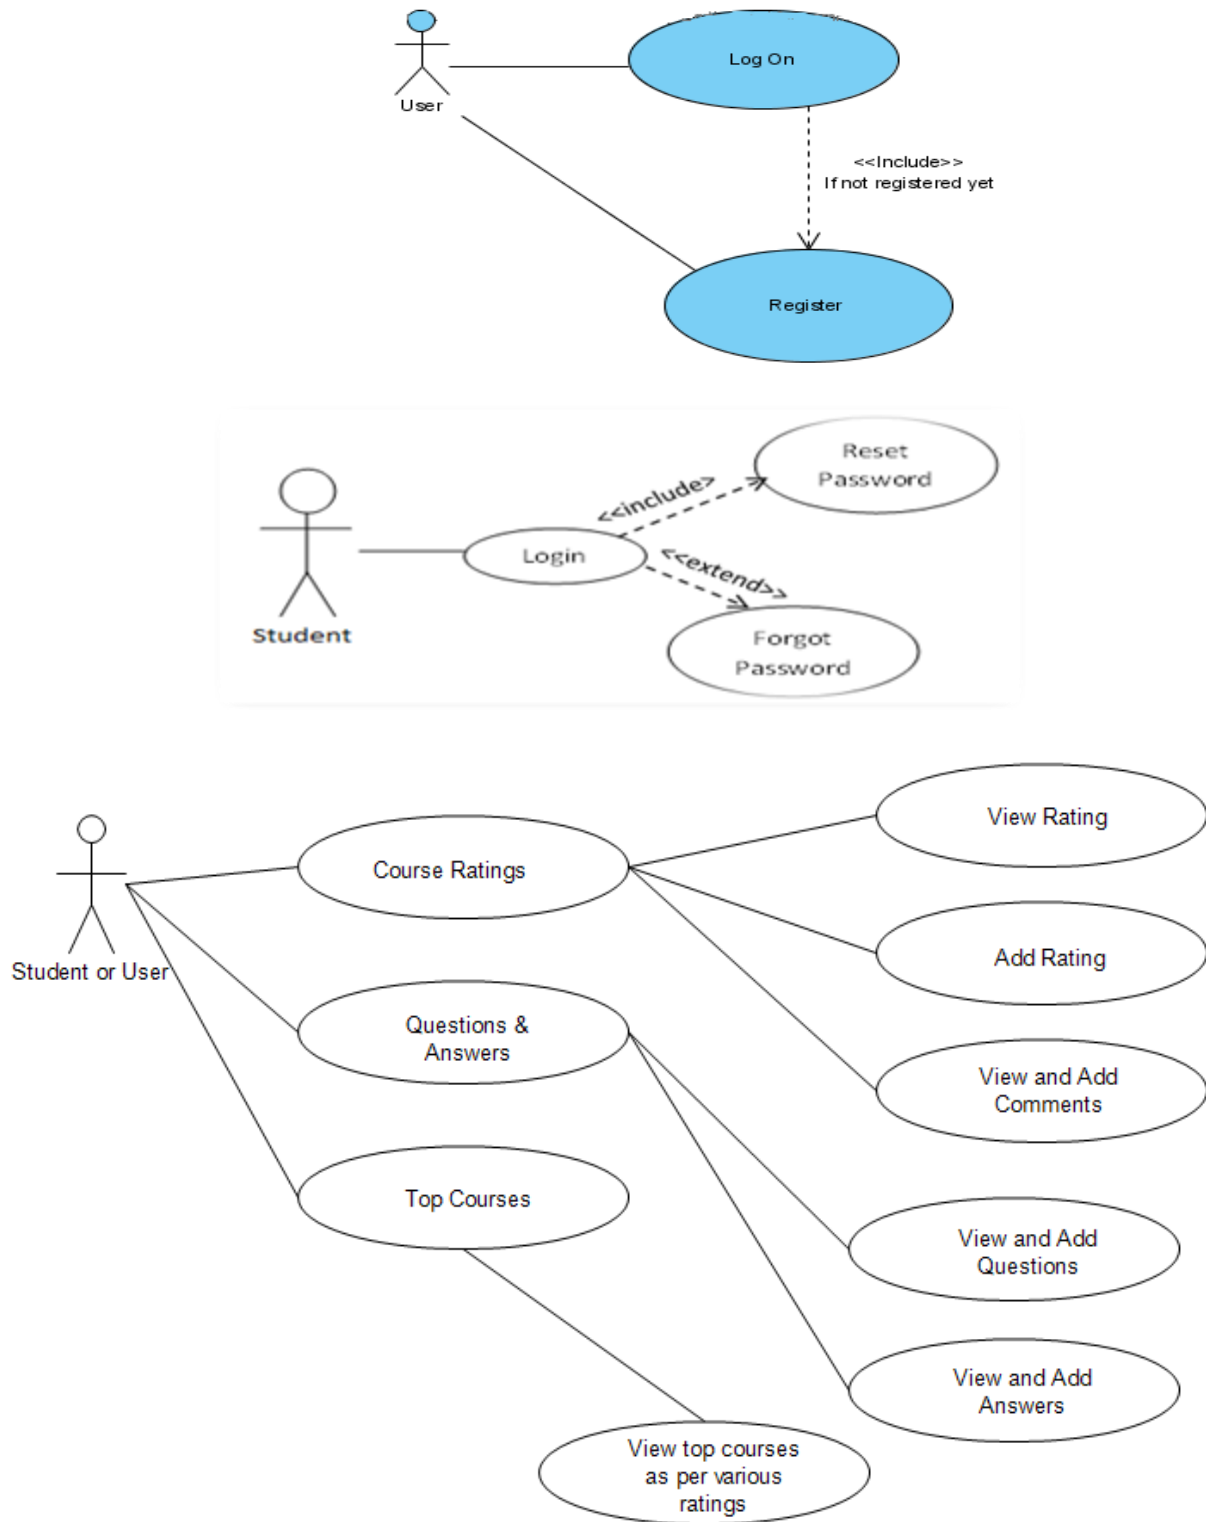 Log On
User
<<Include>>
If not registered yet
Register
Reset
Password
<<include>
Login
<<extend>>
Student
Forgot
Password
View Rating
Course Ratings
Add Rating
Student or User
Questions &
Answers
View and Add
Comments
Top Courses
View and Add
Questions
View and Add
Answers
View top courses
as per various
ratings